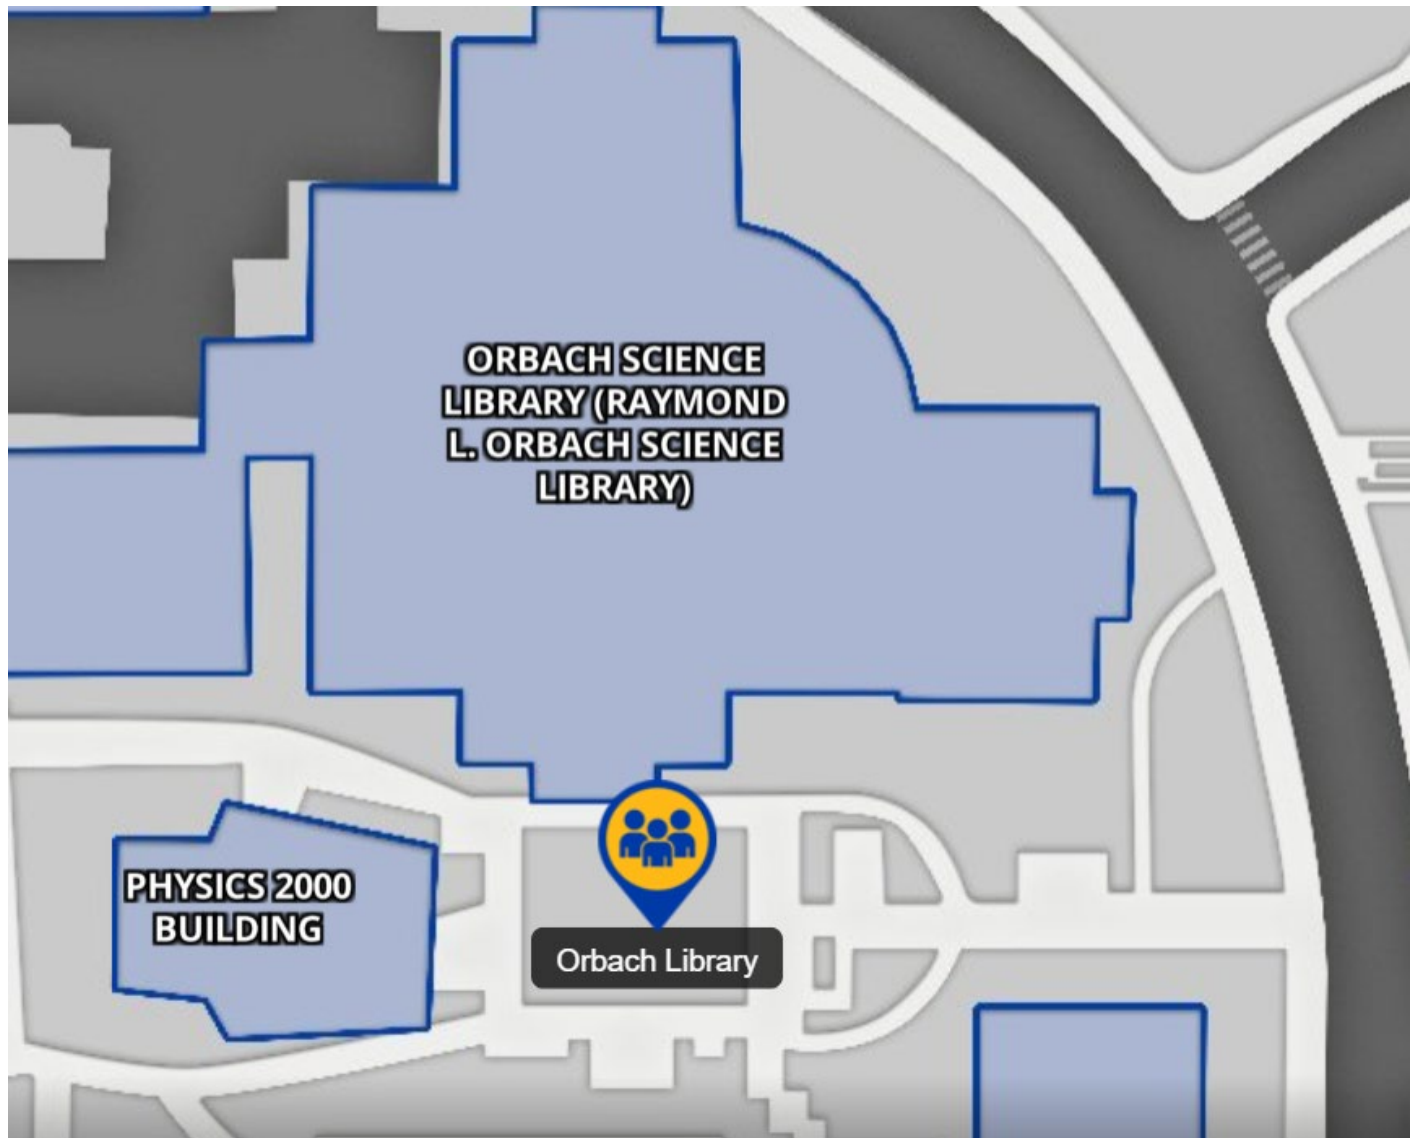 ORBACH SCIENCE
LIBRARY (RAYMOND
L. ORBACH SCIENCE
LIBRARY)
PHYSICS 2000
BUILDING
Orbach Library